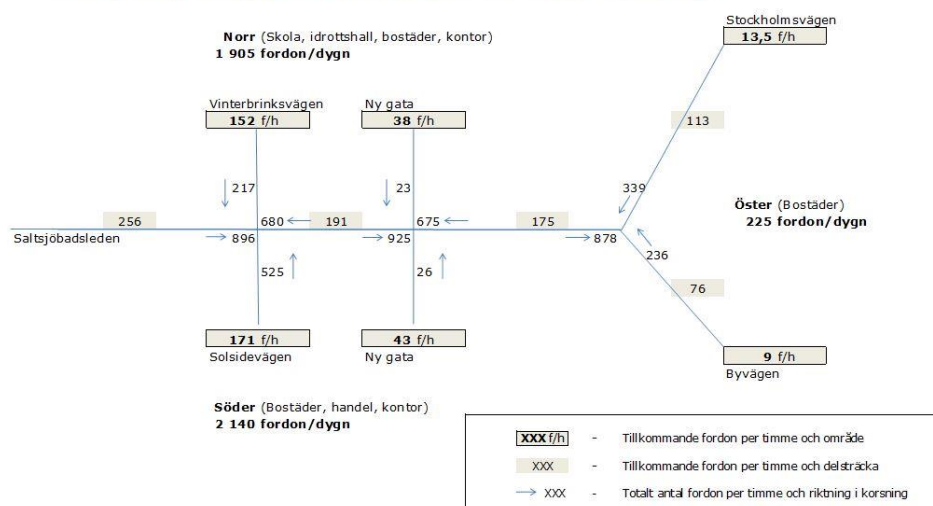 Stockholmsvägen
13,5 f/h
Norr (Skola, idrottshall, bostäder, kontor)
1 905 fordon/dygn
Vinterbrinksvägen
Ny gata
152 f/h
38 f/h
113
217
23
339
256
680
191
675
175
Öster (Bostäder)
225 fordon/dygn
Saltsjöbadsleden
896
925
878
236
525
26
76
171 f/h
43 f/h
Solsidevägen
Ny gata
9 f/h
Byvägen
Söder (Bostäder, handel, kontor)
2 140 fordon/dygn
XXX f/h - Tillkommande fordon per timme och område
XXX - Tillkommande fordon per timme och delsträcka
XXX - Totalt antal fordon per timme och riktning i korsning